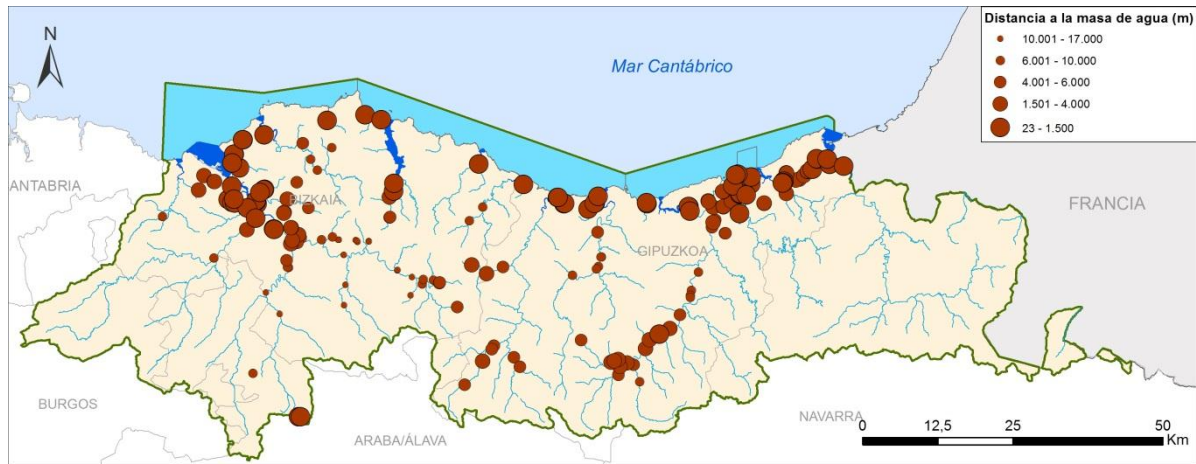 N
Mar Cantábrico
Distancia a la masa de agua (m)
10.001 - 17.000
6.001 - 10.000
4.001 - 6.000
1.501 - 4.000
23 - 1.500
ANTABRIA
BIZKAIA
FRANCIA
GIPUZKOA
BURGOS
ARABA/ÁLAVA
NAVARRA
0 12,5 25 50
Km